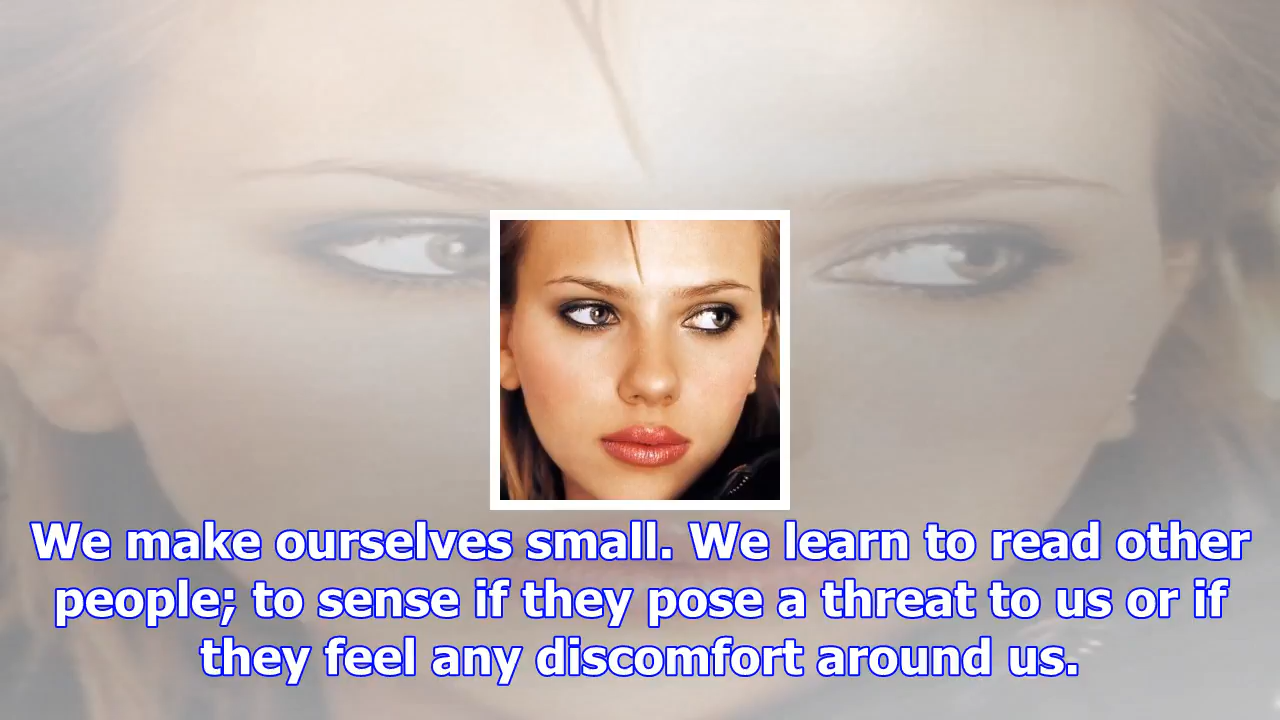 We make ourselves small. We learn to read other
people; to sense if they pose a threat to us or if
they feel any discomfort around us.